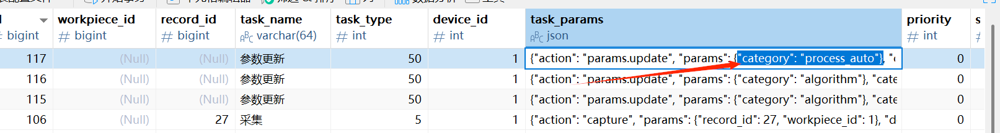 workpiece_id record_id task_name task_type device_id task_params priority s
bigint # bigint # bigint ABC varchar(64) # int # int ABC json # int #
117 (Null) (Null) 参数更新 50 1 {"action": "params.update", "params": {"category": "process_auto"}, "c 0
116 (Null) (Null) 参数更新 50 1 {"action": "params.update", "params": {"category": "algorithm"}, "cate 0
115 (Null) (Null) 参数更新 50 1 {"action": "params.update", "params": {"category": "algorithm"}, "cate 0
106 (Null) 27 采集 5 1 {"action": "capture", "params": {"record_id": 27, "workpiece_id": 1}, "d 0